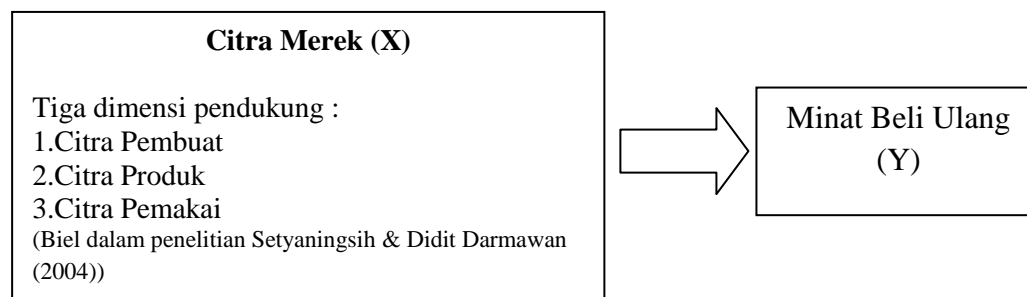 Citra Merek (X)
Tiga dimensi pendukung :
1.Citra Pembuat
2.Citra Produk
3.Citra Pemakai
(Biel dalam penelitian Setyaningsih & Didit Darmawan
(2004))
Minat Beli Ulang
(Y)